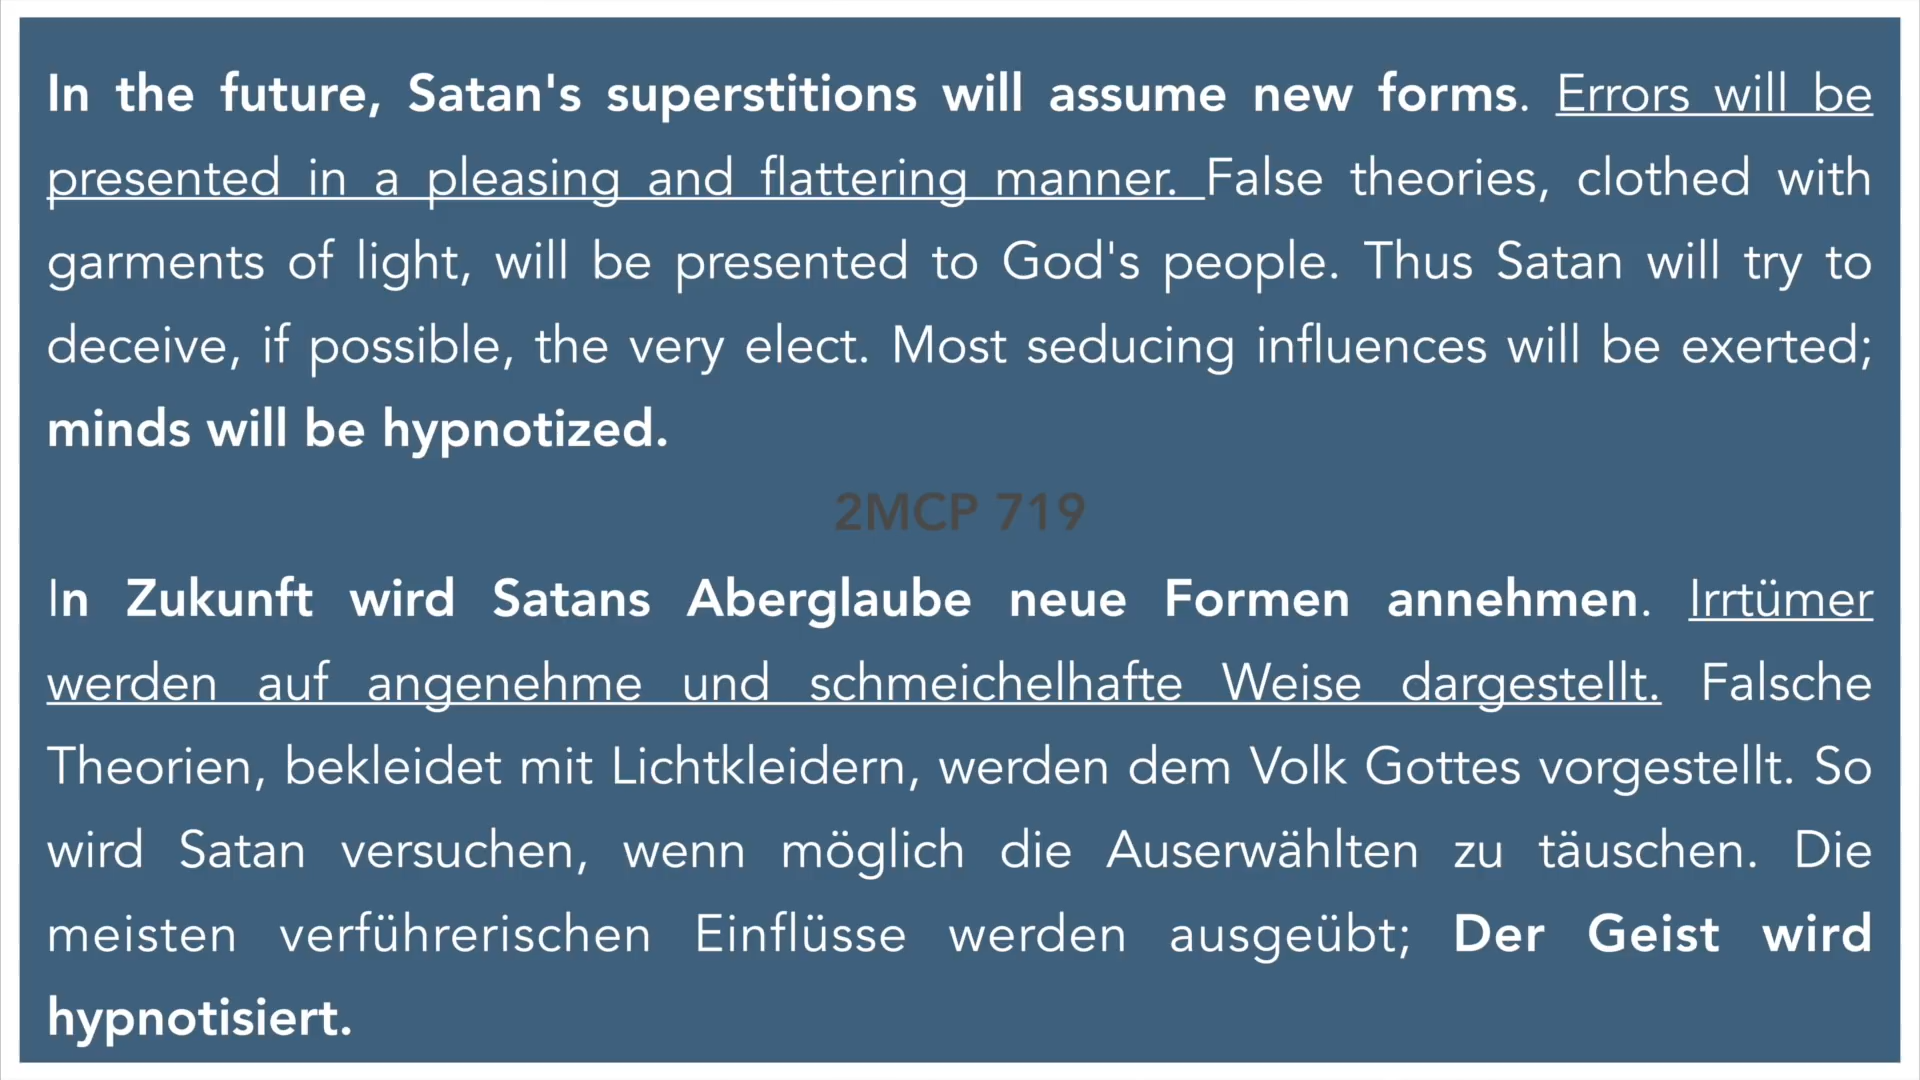 In the future, Satan's superstitions will assume new forms. Errors will be
presented in a pleasing and flattering manner. False theories, clothed with
garments of light, will be presented to God's people. Thus Satan will try to
deceive, if possible, the very elect. Most seducing influences will be exerted;
minds will be hypnotized.
2MCP 719
In Zukunft wird Satans Aberglaube neue Formen annehmen. Irrtümer
werden auf angenehme und schmeichelhafte Weise dargestellt. Falsche
Theorien, bekleidet mit Lichtkleidern, werden dem Volk Gottes vorgestellt. So
wird Satan versuchen, wenn möglich die Auserwählten zu täuschen. Die
meisten verführerischen Einflüsse werden ausgeübt; Der Geist wird
hypnotisiert.